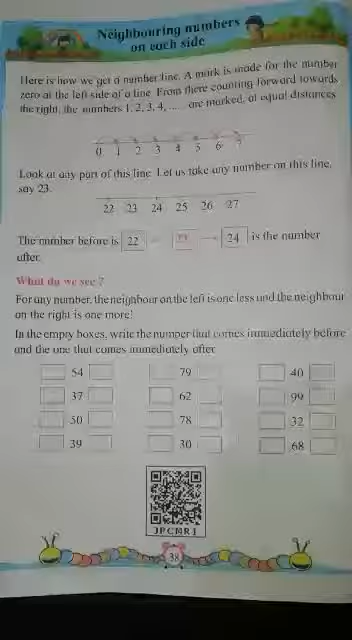 Neighbouring numbers
on each side
Here is how we get a number line. A mark is made for the number
zero at the left side of a line. From there counting forward towards
the right, the numbers 1, 2, 3, 4, ..... are marked, at equal distances
0 1 2 3 4 5 6 7
Look at any part of this line. Let us take any number on this line,
say 23.
22 23 24 25 26 27
The number before is 22 24 is the number
after.
What do we see ?
For any number, the neighbour on the left is one less and the neighbour
on the right is one more!
In the empty boxes, write the number that comes immediately before
and the one that comes immediately after
54 79 40
37 62 99
50 78 32
39 30 68
38